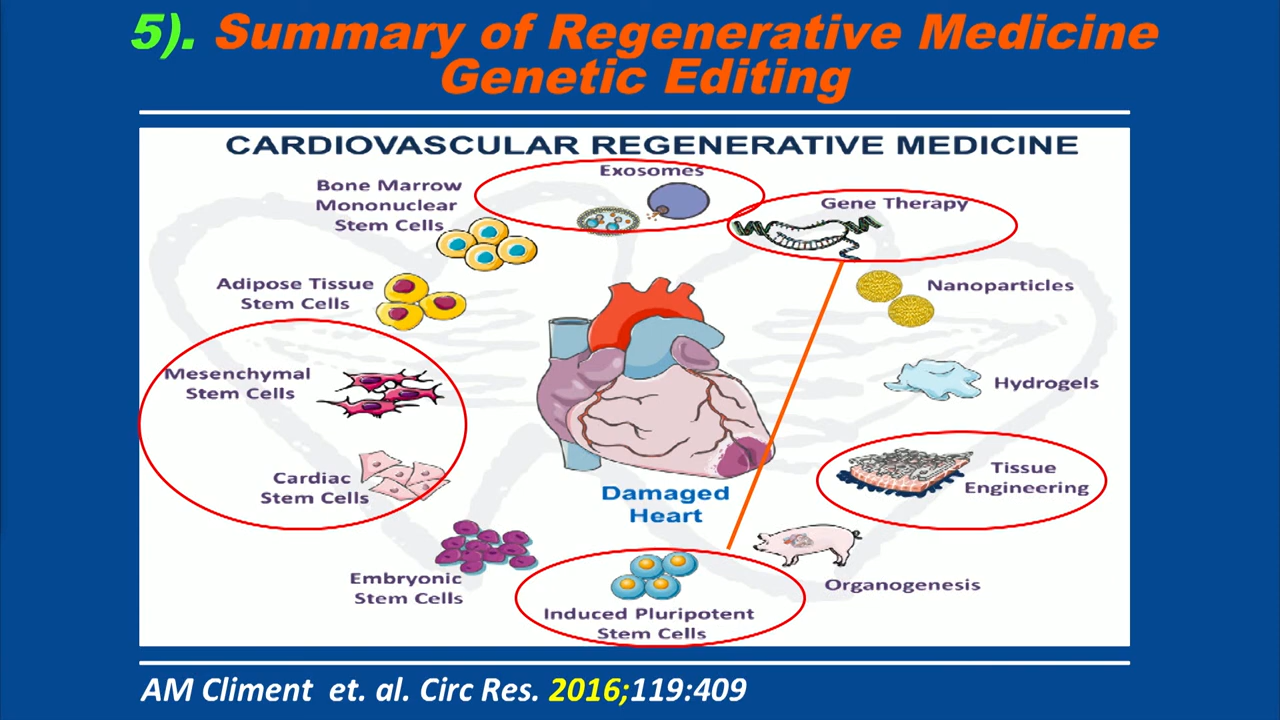 5). Summary of Regenerative Medicine
Genetic Editing
CARDIOVASCULAR REGENERATIVE MEDICINE
Exosomes
Bone Marrow
Mononuclear
Stem Cells
Gene Therapy
Adipose Tissue
Stem Cells
Nanoparticles
Mesenchymal
Stem Cells
Hydrogels
Cardiac
Stem Cells
Tissue
Engineering
Damaged
Heart
Embryonic
Stem Cells
Organogenesis
Induced Pluripotent
Stem Cells
AM Climent et. al. Circ Res. 2016;119:409